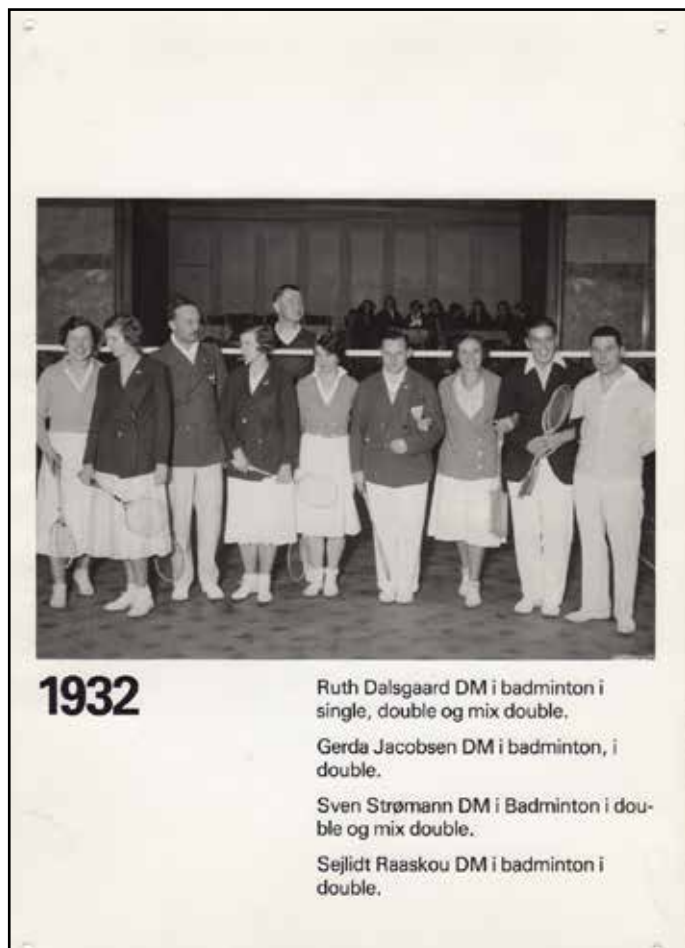 1932
Ruth Dalsgaard DM i badminton i
single, double og mix double.
Gerda Jacobsen DM i badminton, i
double.
Sven Strømann DM i Badminton i dou-
ble og mix double.
Sejlidt Raaskou DM i badminton i
double.